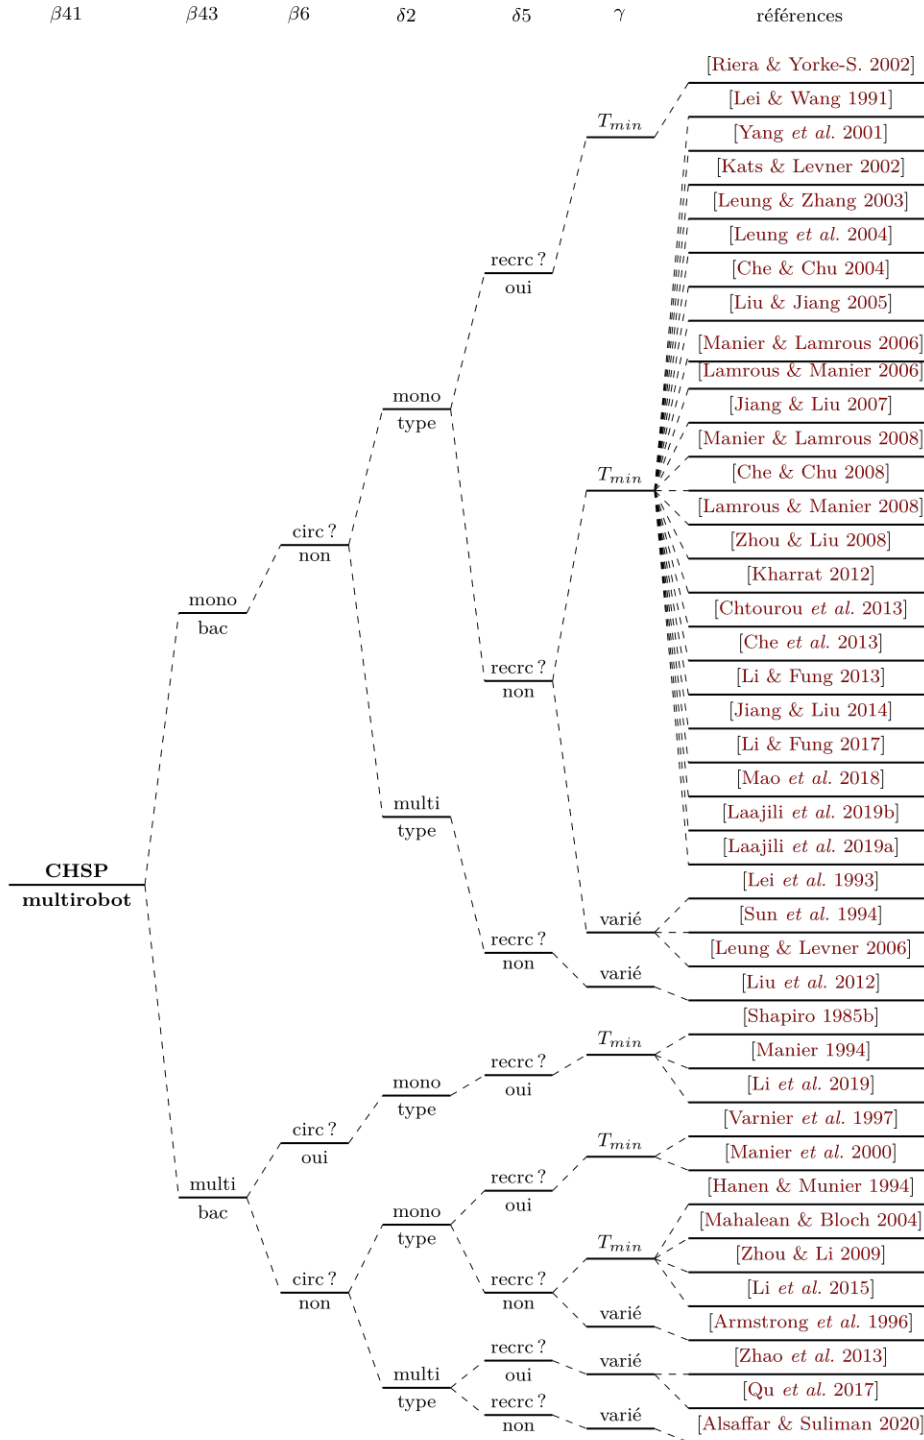 β41 β43 β6 δ2 δ5 γ références
[Riera & Yorke-S. 2002]
[Lei & Wang 1991]
T_min
[Yang et al. 2001]
[Kats & Levner 2002]
[Leung & Zhang 2003]
[Leung et al. 2004]
recrc ?
oui
[Che & Chu 2004]
[Liu & Jiang 2005]
[Manier & Lamrous 2006]
[Lamrous & Manier 2006]
mono
type
[Jiang & Liu 2007]
[Manier & Lamrous 2008]
T_min
[Che & Chu 2008]
[Lamrous & Manier 2008]
circ ?
non
[Zhou & Liu 2008]
[Kharrat 2012]
mono
bac
[Chtourou et al. 2013]
[Che et al. 2013]
recrc ?
non
[Li & Fung 2013]
[Jiang & Liu 2014]
[Li & Fung 2017]
[Mao et al. 2018]
multi
type
[Laajili et al. 2019b]
[Laajili et al. 2019a]
CHSP
multirobot
[Lei et al. 1993]
varié
[Sun et al. 1994]
recrc ?
non
[Leung & Levner 2006]
varié
[Liu et al. 2012]
[Shapiro 1985b]
T_min
[Manier 1994]
recrc ?
oui
mono
type
[Li et al. 2019]
circ ?
oui
[Varnier et al. 1997]
T_min
[Manier et al. 2000]
multi
bac
recrc ?
oui
[Hanen & Munier 1994]
mono
type
[Mahalean & Bloch 2004]
T_min
[Zhou & Li 2009]
circ ?
non
recrc ?
non
[Li et al. 2015]
varié
[Armstrong et al. 1996]
recrc ?
oui
varié
[Zhao et al. 2013]
multi
type
[Qu et al. 2017]
recrc ?
non
varié
[Alsaffar & Suliman 2020]